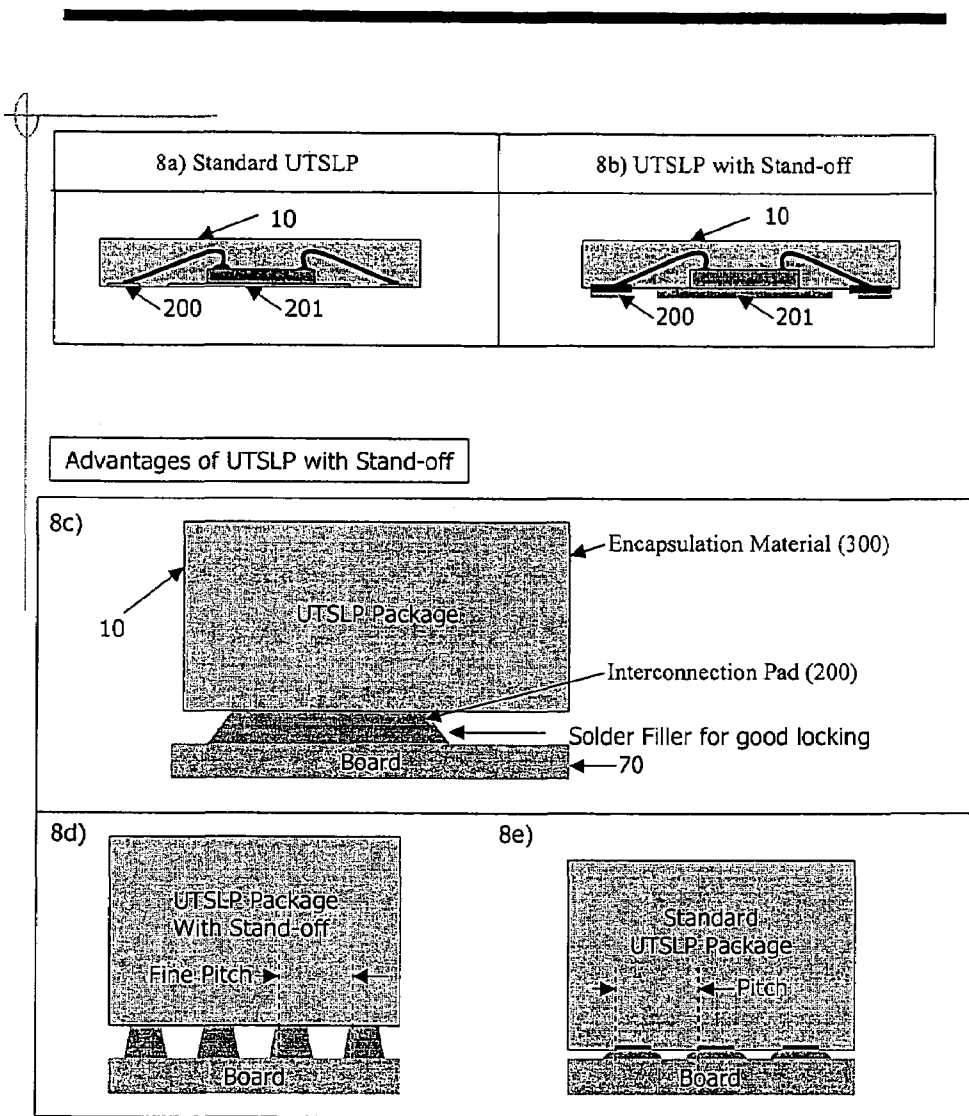 8a) Standard UTSLP
8b) UTSLP with Stand-off
10
200
201
10
200
201
Advantages of UTSLP with Stand-off
8c)
Encapsulation Material (300)
10
UTSLP Package
Interconnection Pad (200)
Solder Filler for good locking
Board
70
8d)
8e)
UTSLP Package
With Stand-off
Fine Pitch
Board
Standard
UTSLP Package
Pitch
Board